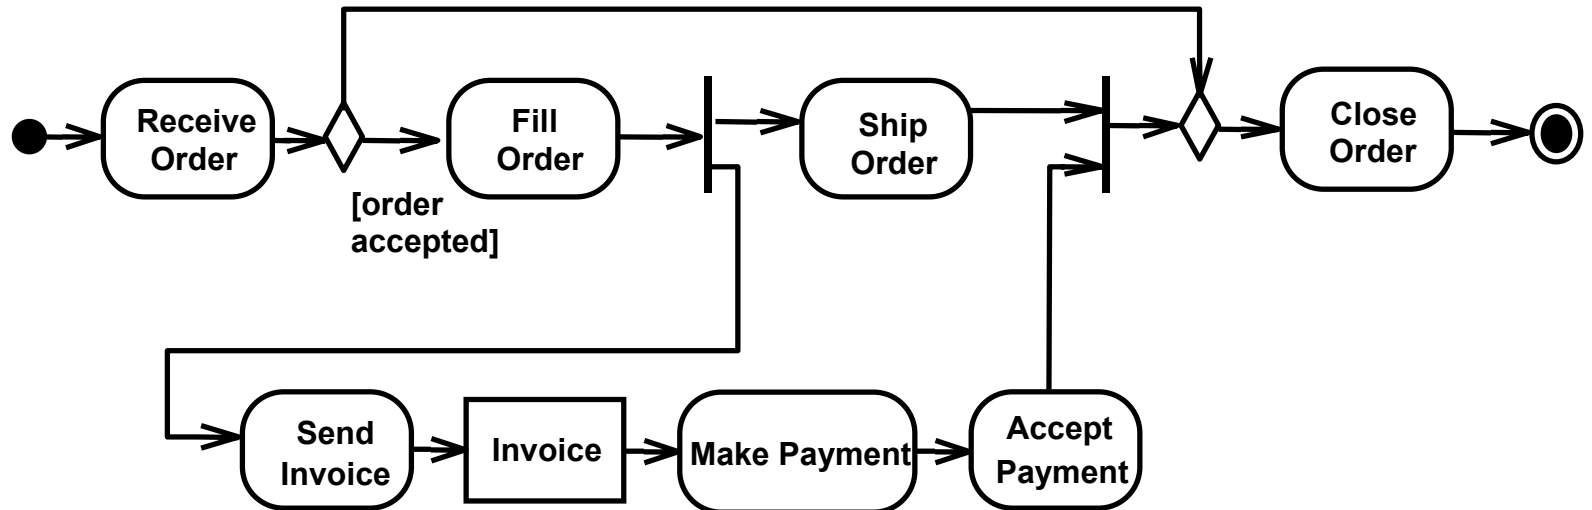 Receive
Order
[order
accepted]
Fill
Order
Ship
Order
Close
Order
Send
Invoice
Invoice
Make Payment
Accept
Payment